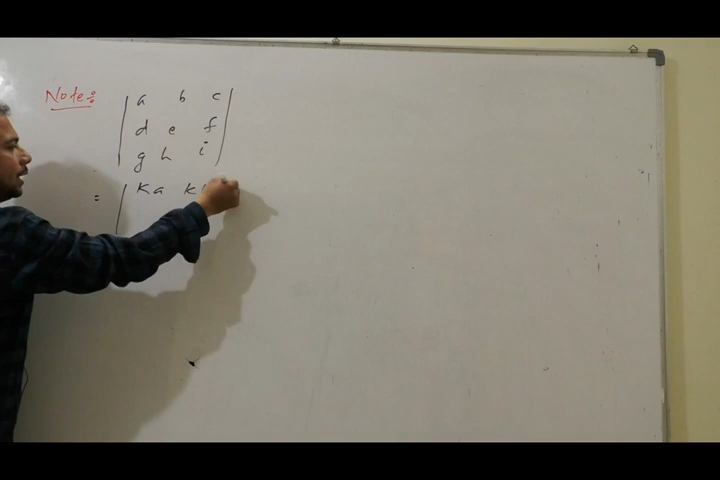 Note:
| a b c |
| d e f |
| g h i |
= | Ka K